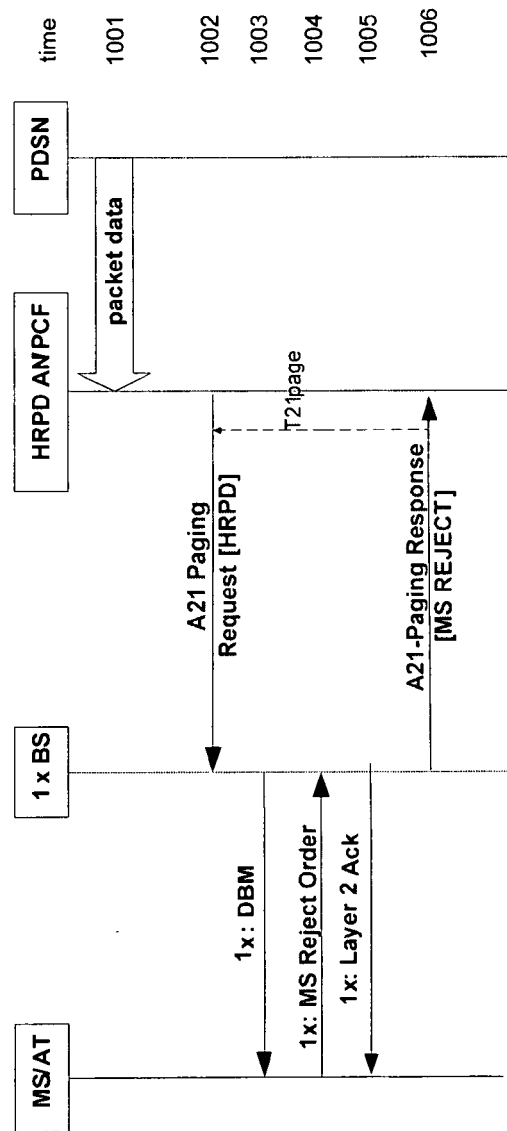 MS/AT
1x BS
HRPD AN PCF
PDSN
time
packet data
1001
A21 Paging
Request [HRPD]
1002
1x: DBM
1003
T21page
1x: MS Reject Order
1004
1x: Layer 2 Ack
1005
A21-Paging Response
[MS REJECT]
1006